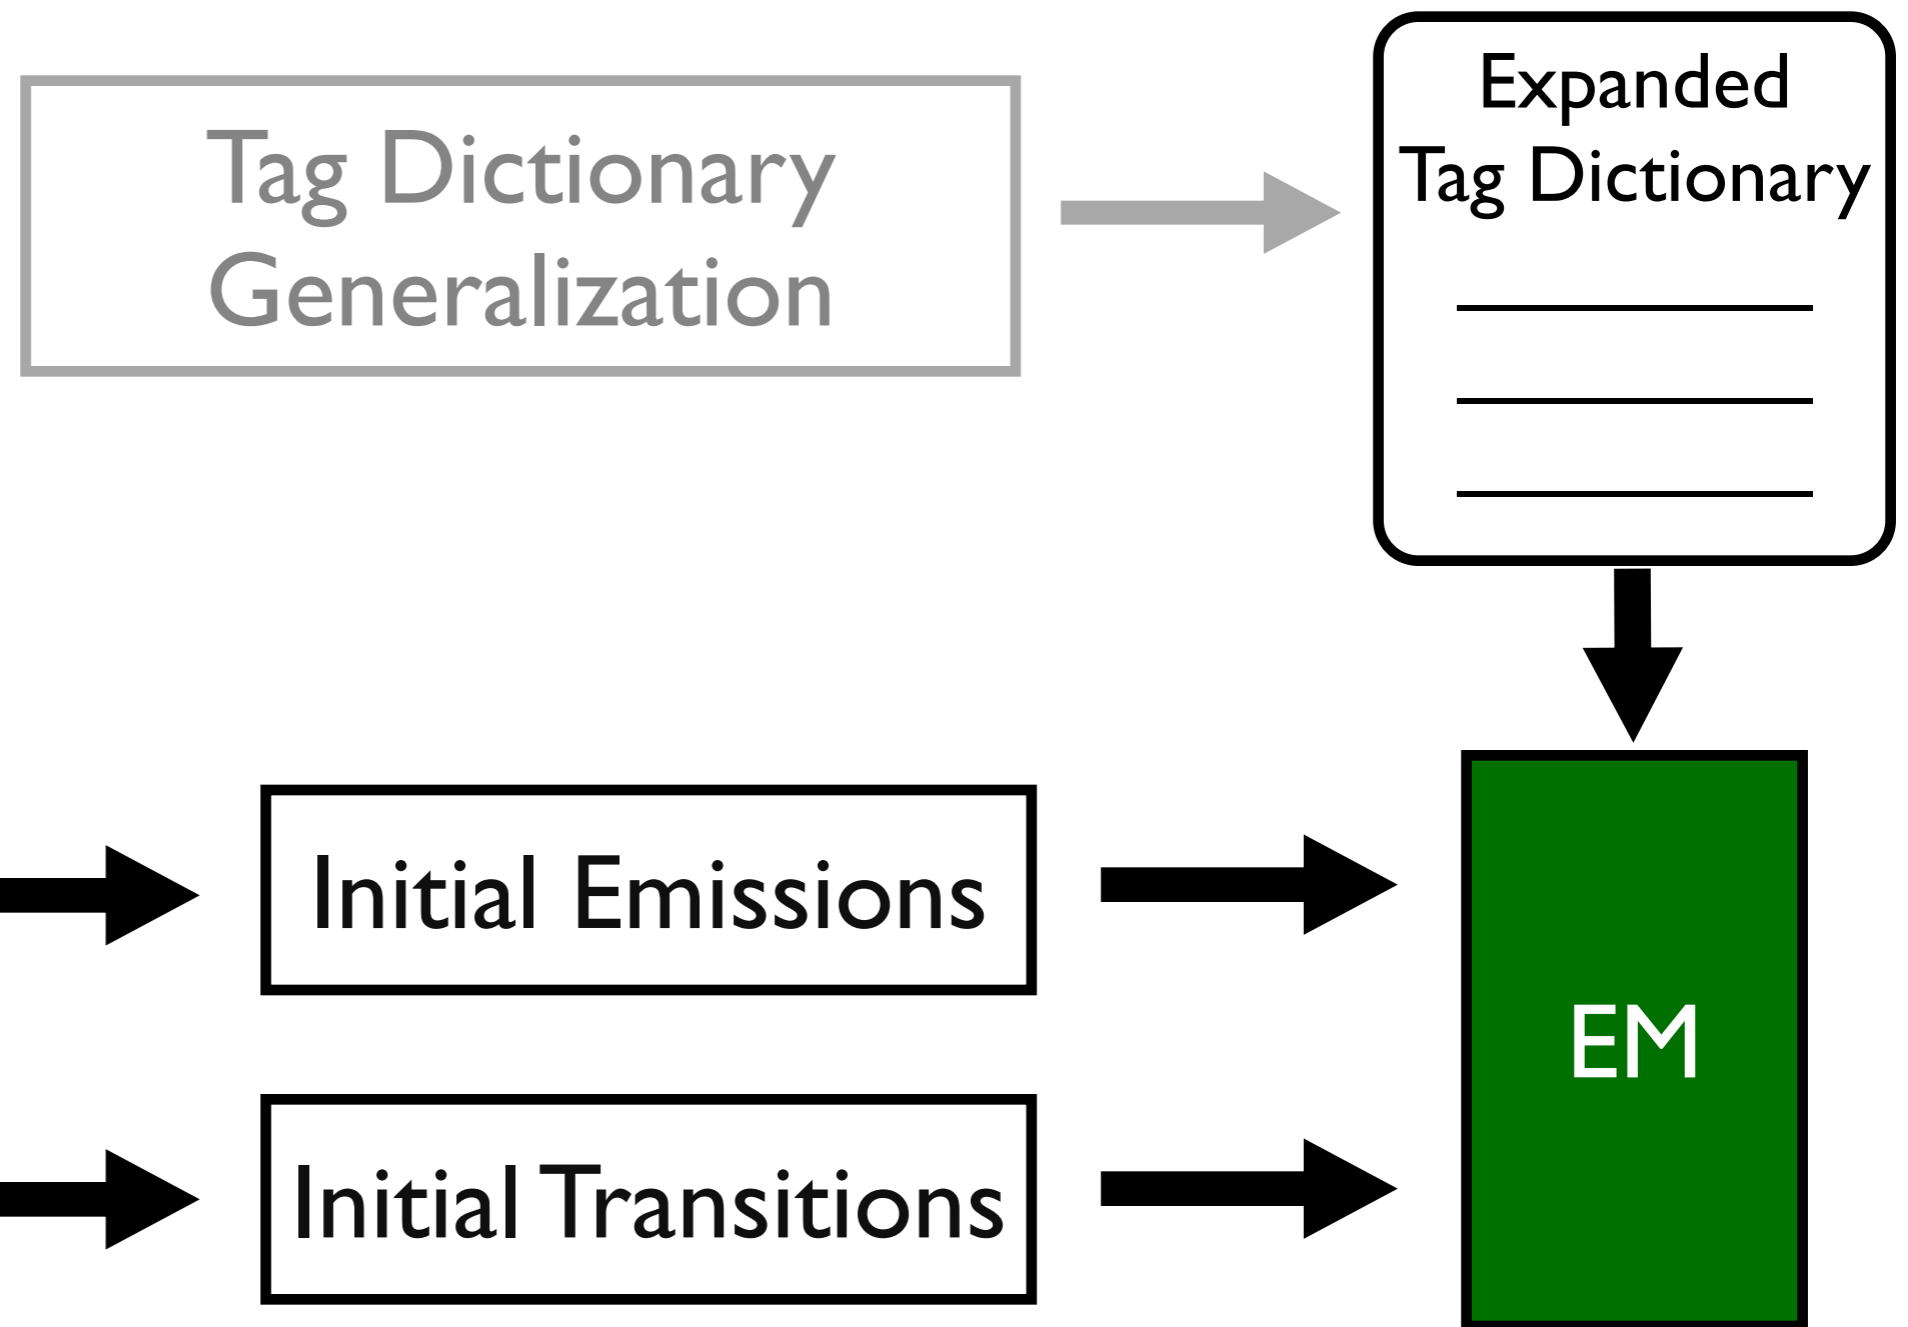 Tag Dictionary
Generalization
Expanded
Tag Dictionary
Initial Emissions
EM
Initial Transitions